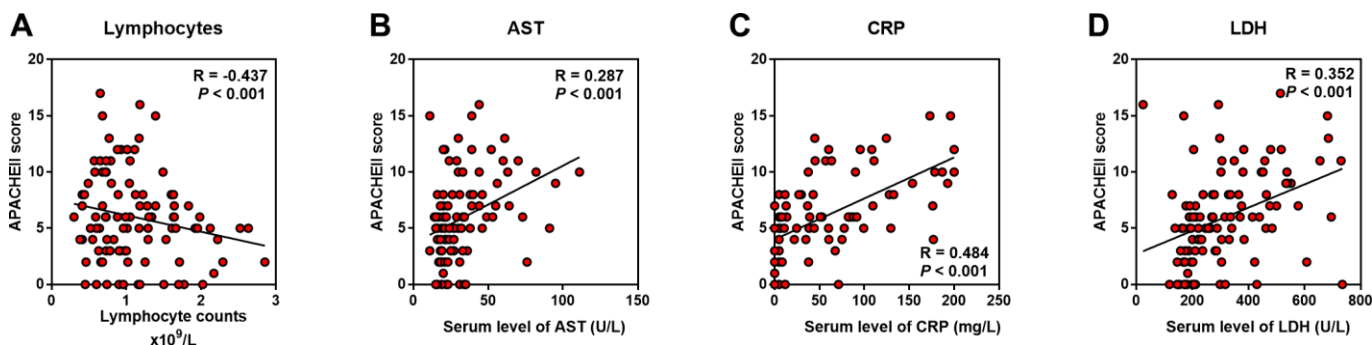 A
Lymphocytes
R = -0.437
P < 0.001
APACHEII score
20
15
10
5
0
0
1
2
3
Lymphocyte counts
x10⁹/L
B
AST
R = 0.287
P < 0.001
APACHEII score
20
15
10
5
0
0
50
100
150
Serum level of AST (U/L)
C
CRP
R = 0.484
P < 0.001
APACHEII score
20
15
10
5
0
0
50
100
150
200
250
Serum level of CRP (mg/L)
D
LDH
R = 0.352
P < 0.001
APACHEII score
20
15
10
5
0
0
200
400
600
800
Serum level of LDH (U/L)